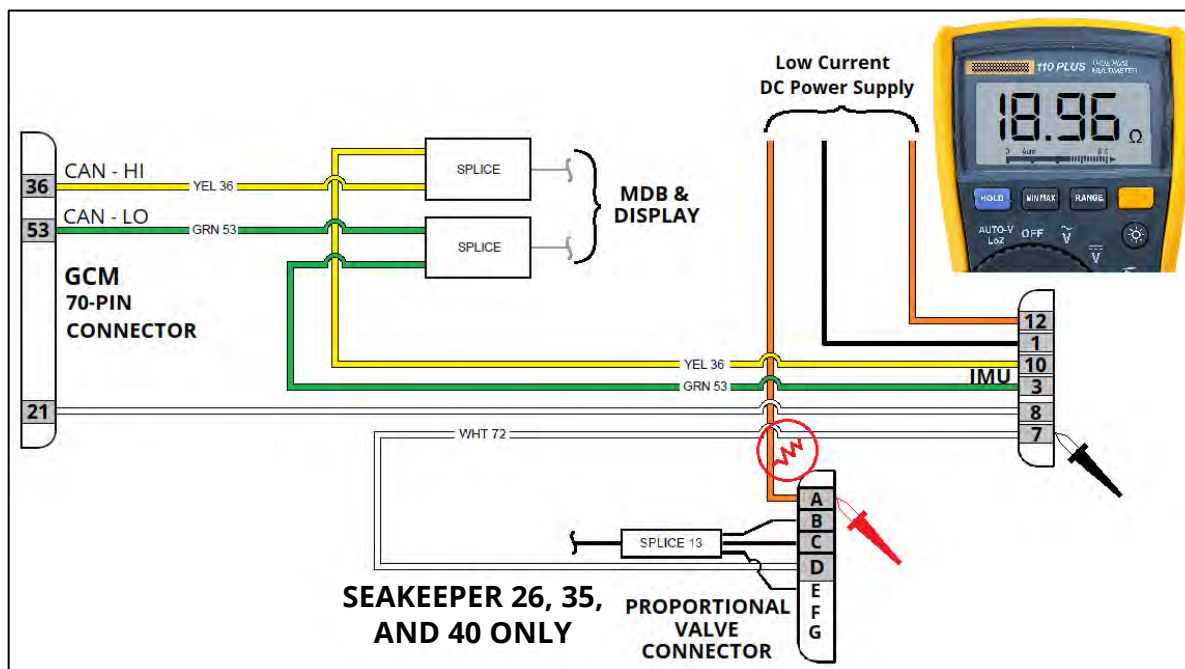 Low Current
DC Power Supply
110 PLUS TRUE RMS
MULTIMETER
18.96 Ω
HOLD MIN MAX RANGE
AUTO-V
LoZ
OFF
V
V
CAN - HI
36
YEL 36
SPLICE
CAN - LO
53
GRN 53
SPLICE
MDB &
DISPLAY
GCM
70-PIN
CONNECTOR
12
1
YEL 36
10
IMU
GRN 53
3
21
8
WHT 72
7
A
B
SPLICE 13
C
D
E
F
G
SEAKEEPER 26, 35,
AND 40 ONLY
PROPORTIONAL
VALVE
CONNECTOR